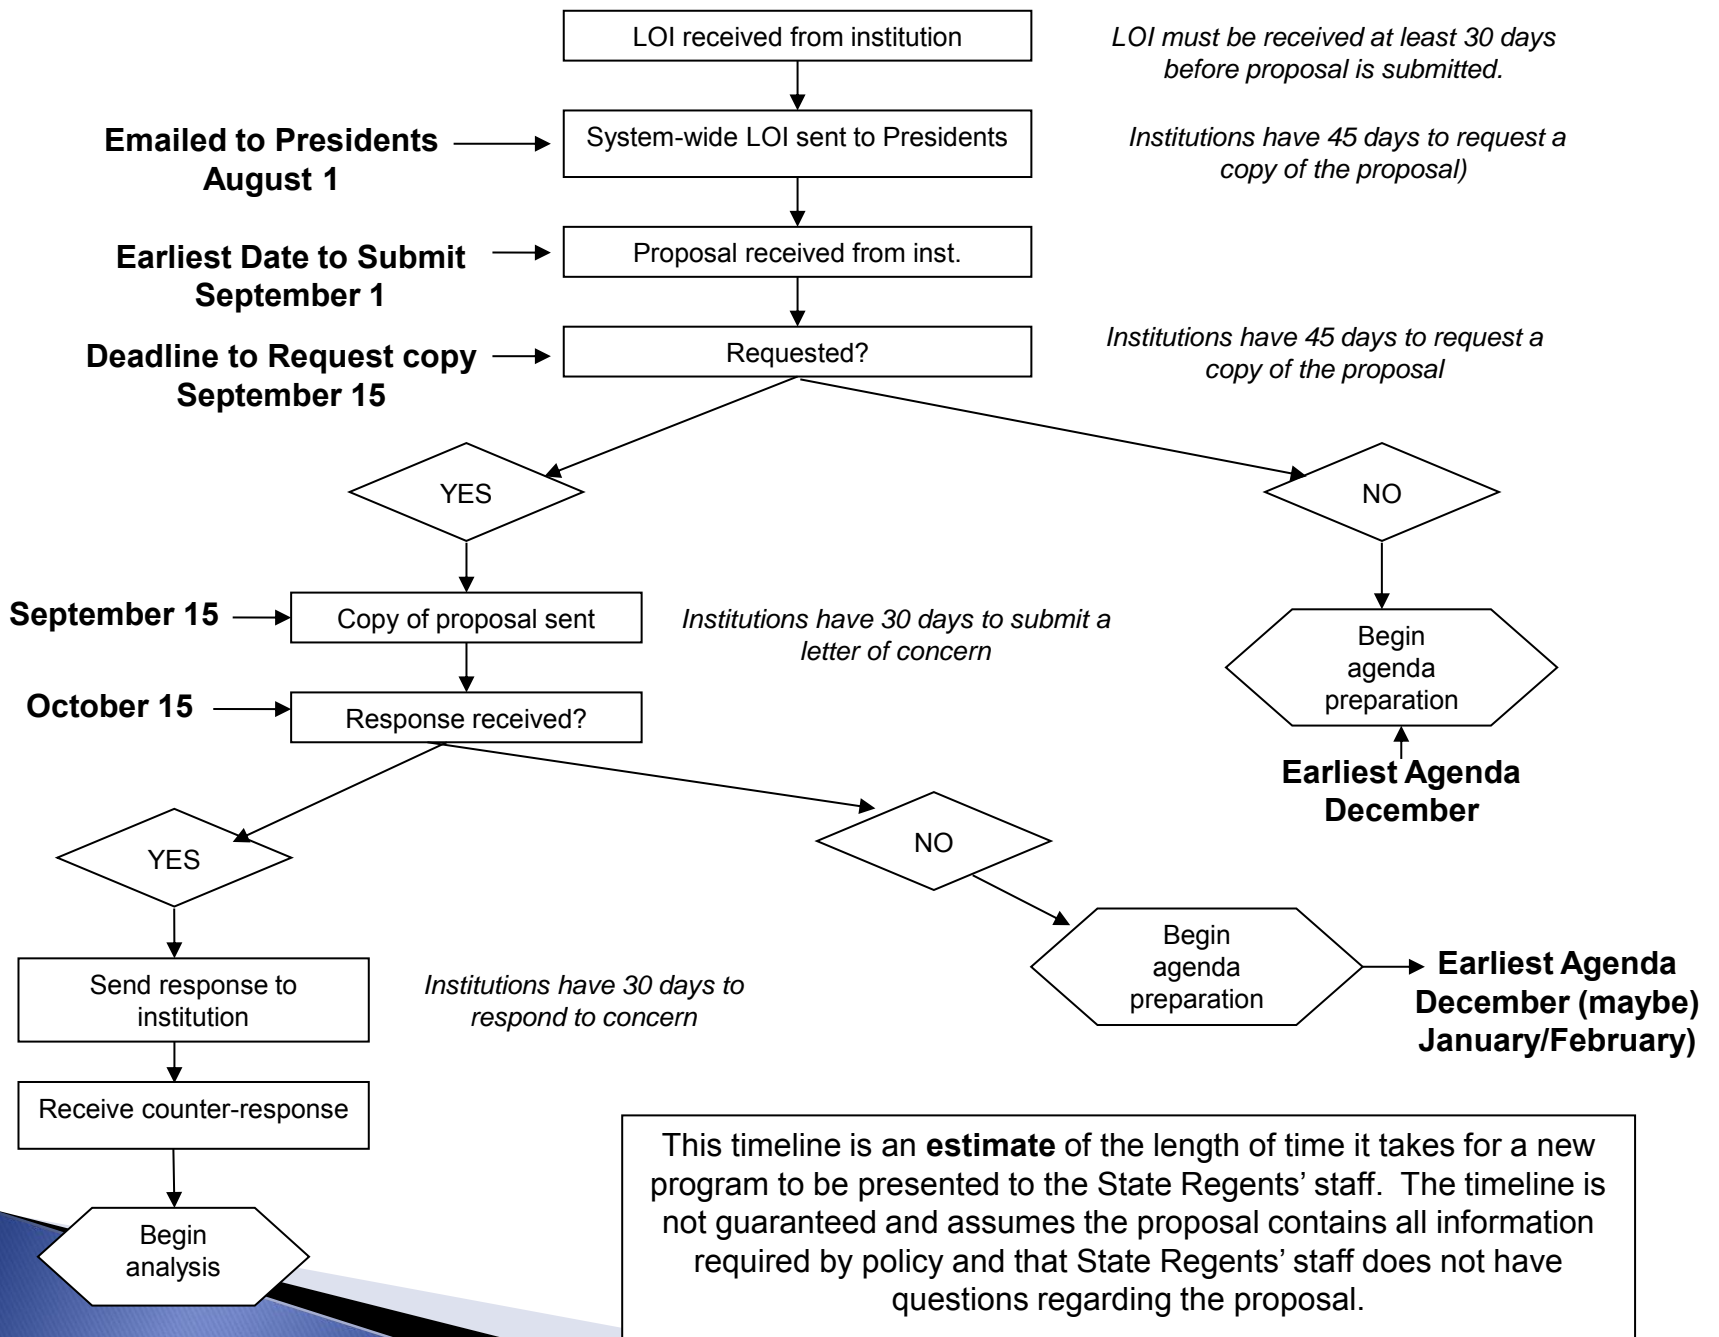 LOI received from institution
LOI must be received at least 30 days
before proposal is submitted.
Emailed to Presidents
August 1
System-wide LOI sent to Presidents
Institutions have 45 days to request a
copy of the proposal)
Earliest Date to Submit
September 1
Proposal received from inst.
Deadline to Request copy
September 15
Requested?
Institutions have 45 days to request a
copy of the proposal
YES
NO
September 15
Copy of proposal sent
Institutions have 30 days to submit a
letter of concern
Begin
agenda
preparation
October 15
Response received?
Earliest Agenda
December
YES
NO
Begin
agenda
preparation
Earliest Agenda
December (maybe)
January/February)
Send response to
institution
Institutions have 30 days to
respond to concern
Receive counter-response
Begin
analysis
This timeline is an estimate of the length of time it takes for a new
program to be presented to the State Regents’ staff.  The timeline is
not guaranteed and assumes the proposal contains all information
required by policy and that State Regents’ staff does not have
questions regarding the proposal.